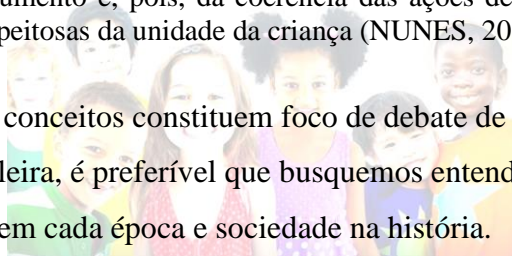 umento é, pois, da coerência das ações de
peitosas da unidade da criança (NUNES, 20
conceitos constituem foco de debate de
leira, é preferível que busquemos entend
em cada época e sociedade na história.